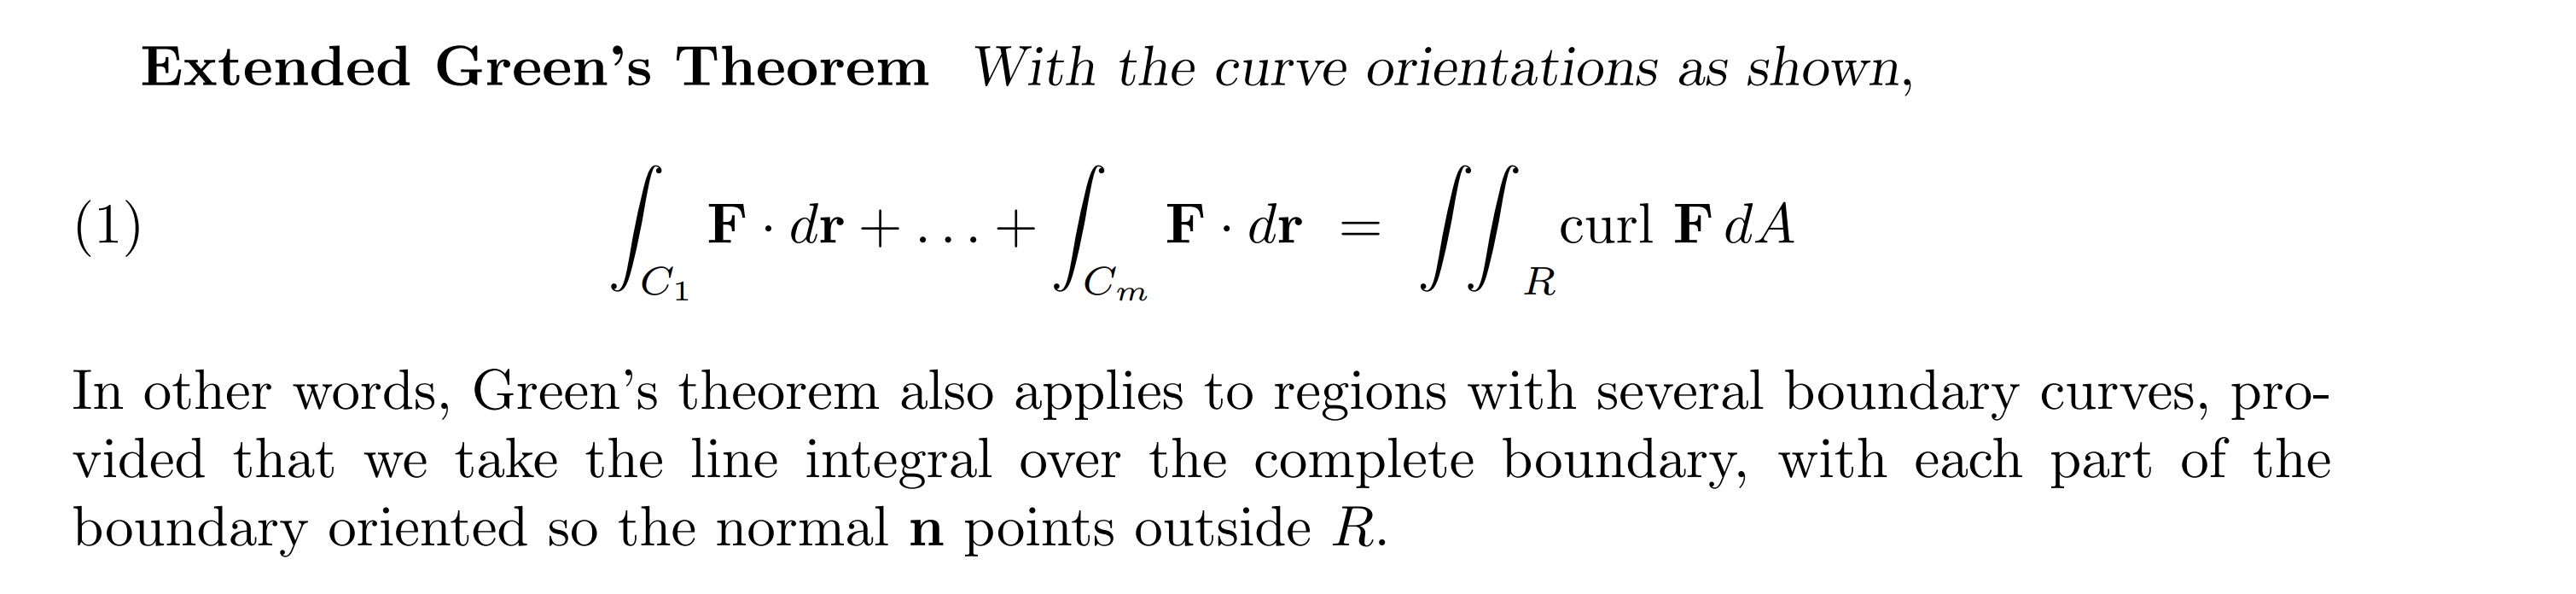 Extended Green's Theorem With the curve orientations as shown,
(1) ∫_{C_1} F · dr + . . . + ∫_{C_m} F · dr = ∬_R curl F dA
In other words, Green's theorem also applies to regions with several boundary curves, pro-
vided that we take the line integral over the complete boundary, with each part of the
boundary oriented so the normal n points outside R.